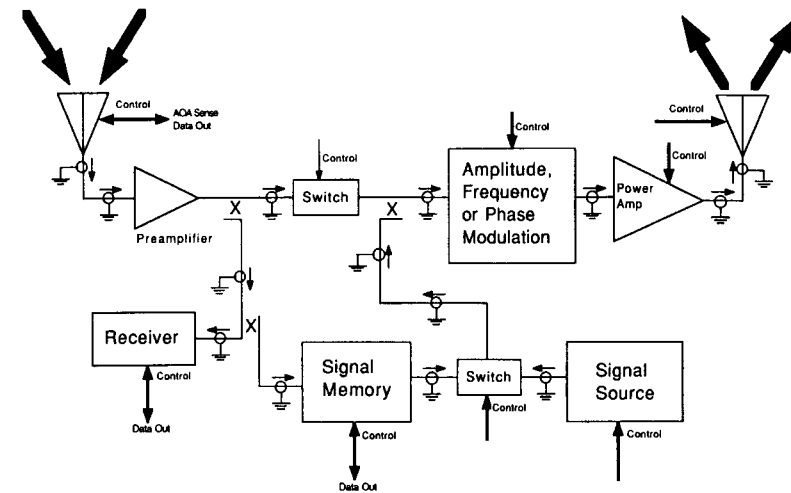 Control
AOA Sense
Data Out
Control
Switch
Control
Amplitude,
Frequency
or Phase
Modulation
Control
Power
Amp
Control
Preamplifier
X
X
Receiver
Control
Data Out
X
Signal
Memory
Control
Data Out
Switch
Control
Signal
Source
Control